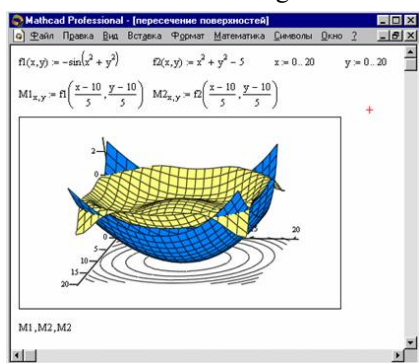 Mathcad Professional - [пересечение поверхностей]
Файл Правка Вид Вставка Формат Математика Символы Окно ?
f1(x,y) := -sin(x² + y²) f2(x,y) := x² + y² - 5 x := 0.. 20 y := 0.. 20
M1x,y := f1((x - 10)/5, (y - 10)/5) M2x,y := f2((x - 10)/5, (y - 10)/5)
2
0
0
5
10
15
20
15
20
M1,M2,M2